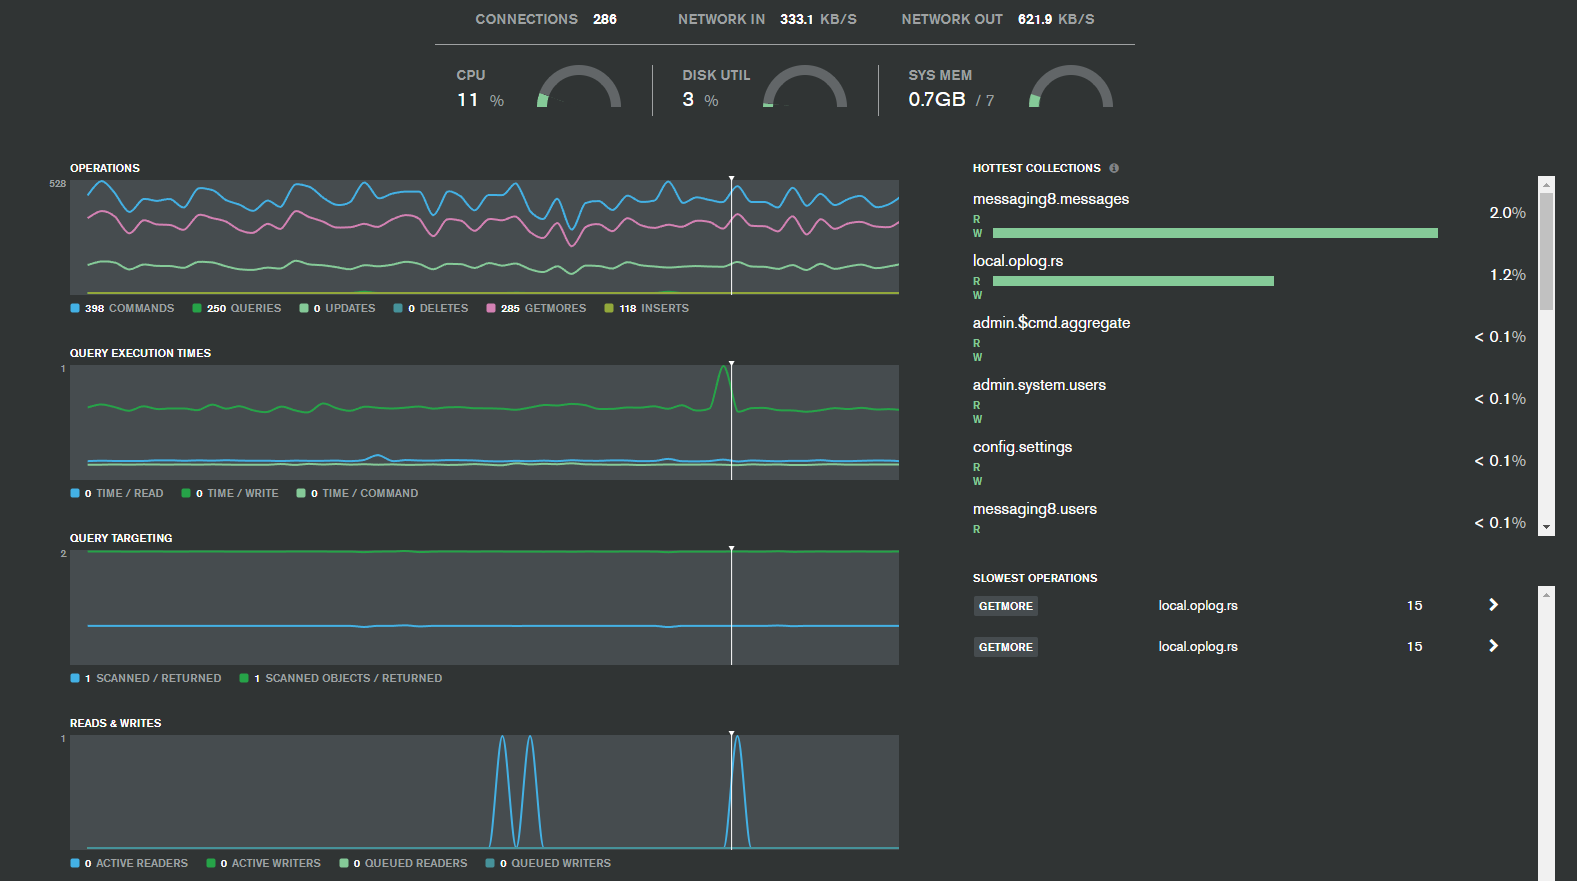 CONNECTIONS 286 NETWORK IN 333.1 KB/S NETWORK OUT 621.9 KB/S
CPU DISK UTIL SYS MEM
11 % 3 % 0.7GB / 7
OPERATIONS
528
398 COMMANDS 250 QUERIES 0 UPDATES 0 DELETES 285 GETMORES 118 INSERTS
QUERY EXECUTION TIMES
1
0 TIME / READ 0 TIME / WRITE 0 TIME / COMMAND
QUERY TARGETING
2
1 SCANNED / RETURNED 1 SCANNED OBJECTS / RETURNED
READS & WRITES
1
0 ACTIVE READERS 0 ACTIVE WRITERS 0 QUEUED READERS 0 QUEUED WRITERS
HOTTEST COLLECTIONS
messaging8.messages
R
2.0%
W
local.oplog.rs
R
1.2%
W
admin.$cmd.aggregate
R
< 0.1%
W
admin.system.users
R
< 0.1%
W
config.settings
R
< 0.1%
W
messaging8.users
R
< 0.1%
SLOWEST OPERATIONS
GETMORE local.oplog.rs 15
GETMORE local.oplog.rs 15